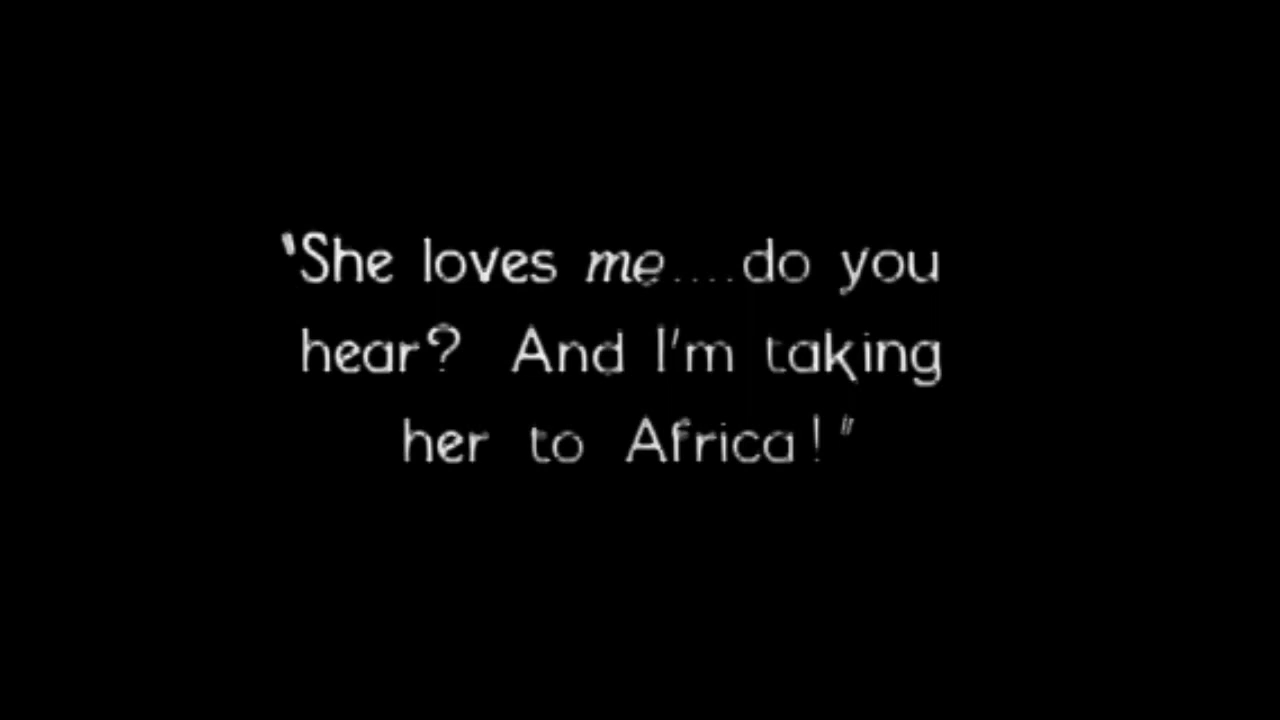 "She loves me....do you
hear? And I'm taking
her to Africa!"